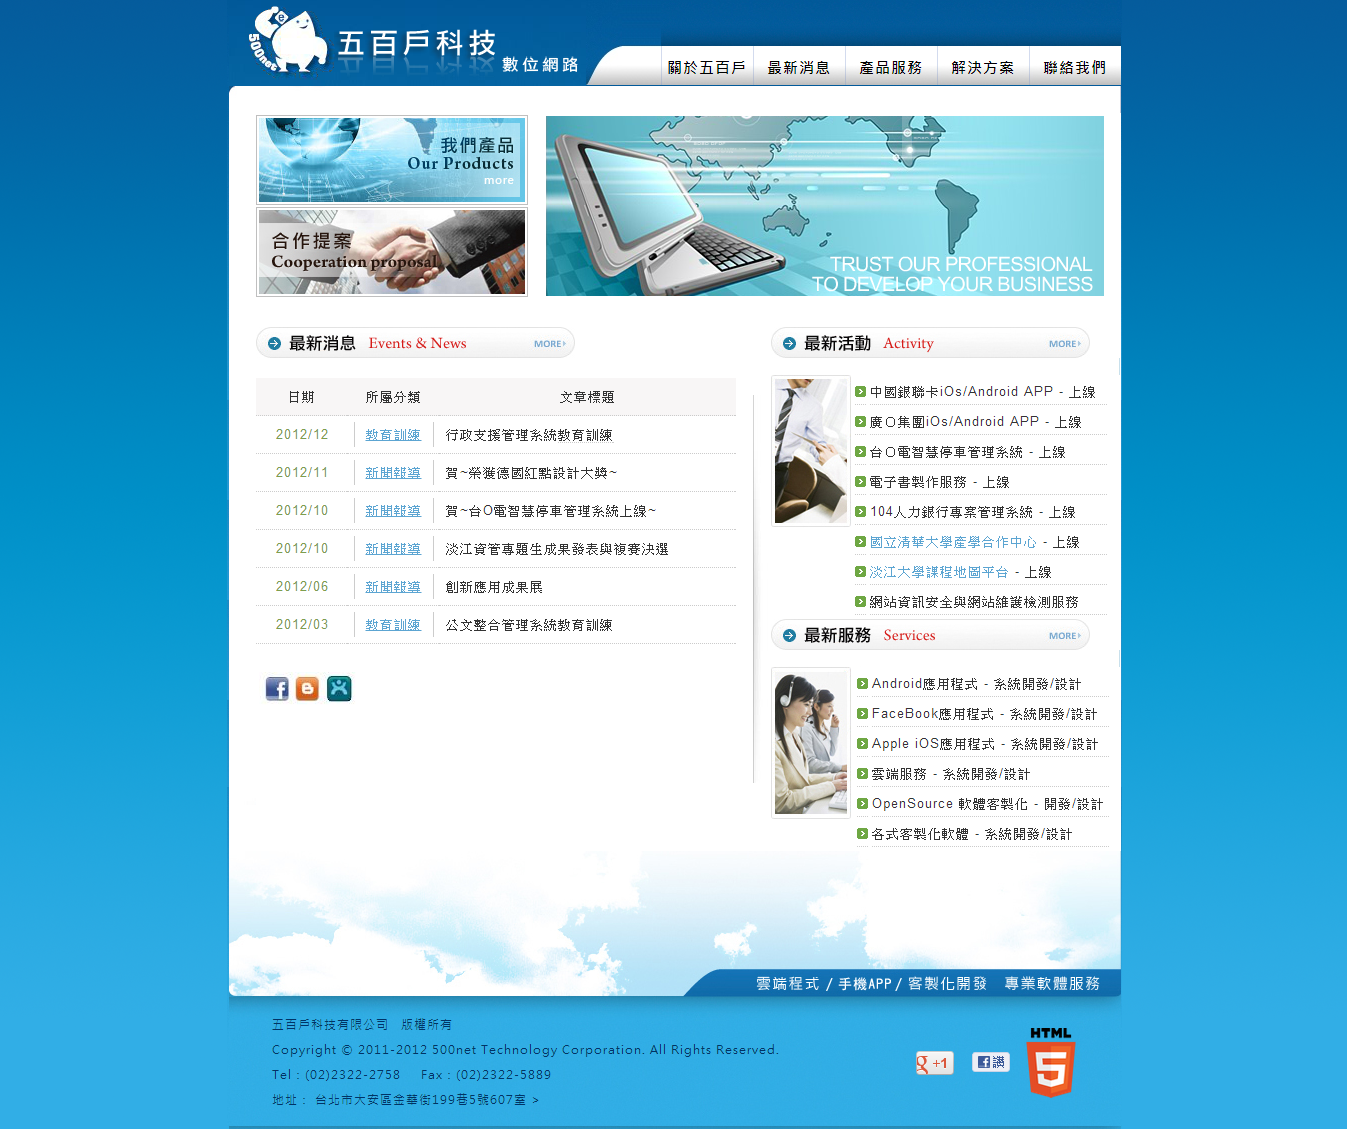 500net
五百戶科技
數位網路
關於五百戶
最新消息
產品服務
解決方案
聯絡我們
我們產品
Our Products
more
合作提案
Cooperation proposal
TRUST OUR PROFESSIONAL
TO DEVELOP YOUR BUSINESS
最新消息 Events & News MORE
日期 所屬分類 文章標題
2012/12 教育訓練 行政支援管理系統教育訓練
2012/11 新聞報導 賀~榮獲德國紅點設計大獎~
2012/10 新聞報導 賀~台O電智慧停車管理系統上線~
2012/10 新聞報導 淡江資管專題生成果發表與複賽決選
2012/06 新聞報導 創新應用成果展
2012/03 教育訓練 公文整合管理系統教育訓練
最新活動 Activity MORE
中國銀聯卡iOs/Android APP - 上線
廣Ｏ集團iOs/Android APP - 上線
台Ｏ電智慧停車管理系統 - 上線
電子書製作服務 - 上線
104人力銀行專案管理系統 - 上線
國立清華大學產學合作中心 - 上線
淡江大學課程地圖平台 - 上線
網站資訊安全與網站維護檢測服務
最新服務 Services MORE
Android應用程式 - 系統開發/設計
FaceBook應用程式 - 系統開發/設計
Apple iOS應用程式 - 系統開發/設計
雲端服務 - 系統開發/設計
OpenSource 軟體客製化 - 開發/設計
各式客製化軟體 - 系統開發/設計
雲端程式 / 手機APP / 客製化開發 專業軟體服務
五百戶科技有限公司 版權所有
Copyright © 2011-2012 500net Technology Corporation. All Rights Reserved.
Tel : (02)2322-2758 Fax : (02)2322-5889
地址： 台北市大安區金華街199巷5號607室 >
g +1
讚
HTML
5